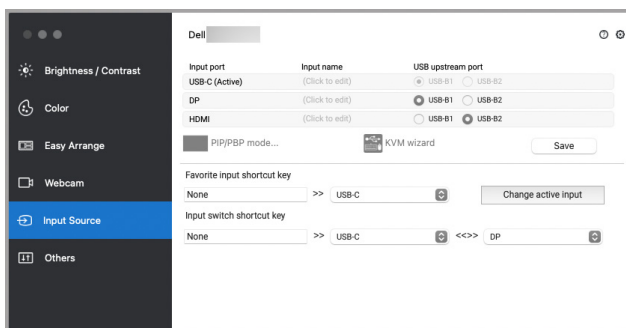 Dell
Brightness / Contrast
Color
Easy Arrange
Webcam
Input Source
Others
Input port Input name USB upstream port
USB-C (Active) (Click to edit) USB-B1 USB-B2
DP (Click to edit) USB-B1 USB-B2
HDMI (Click to edit) USB-B1 USB-B2
PIP/PBP mode... KVM wizard Save
Favorite input shortcut key
None >> USB-C Change active input
Input switch shortcut key
None >> USB-C <<>> DP